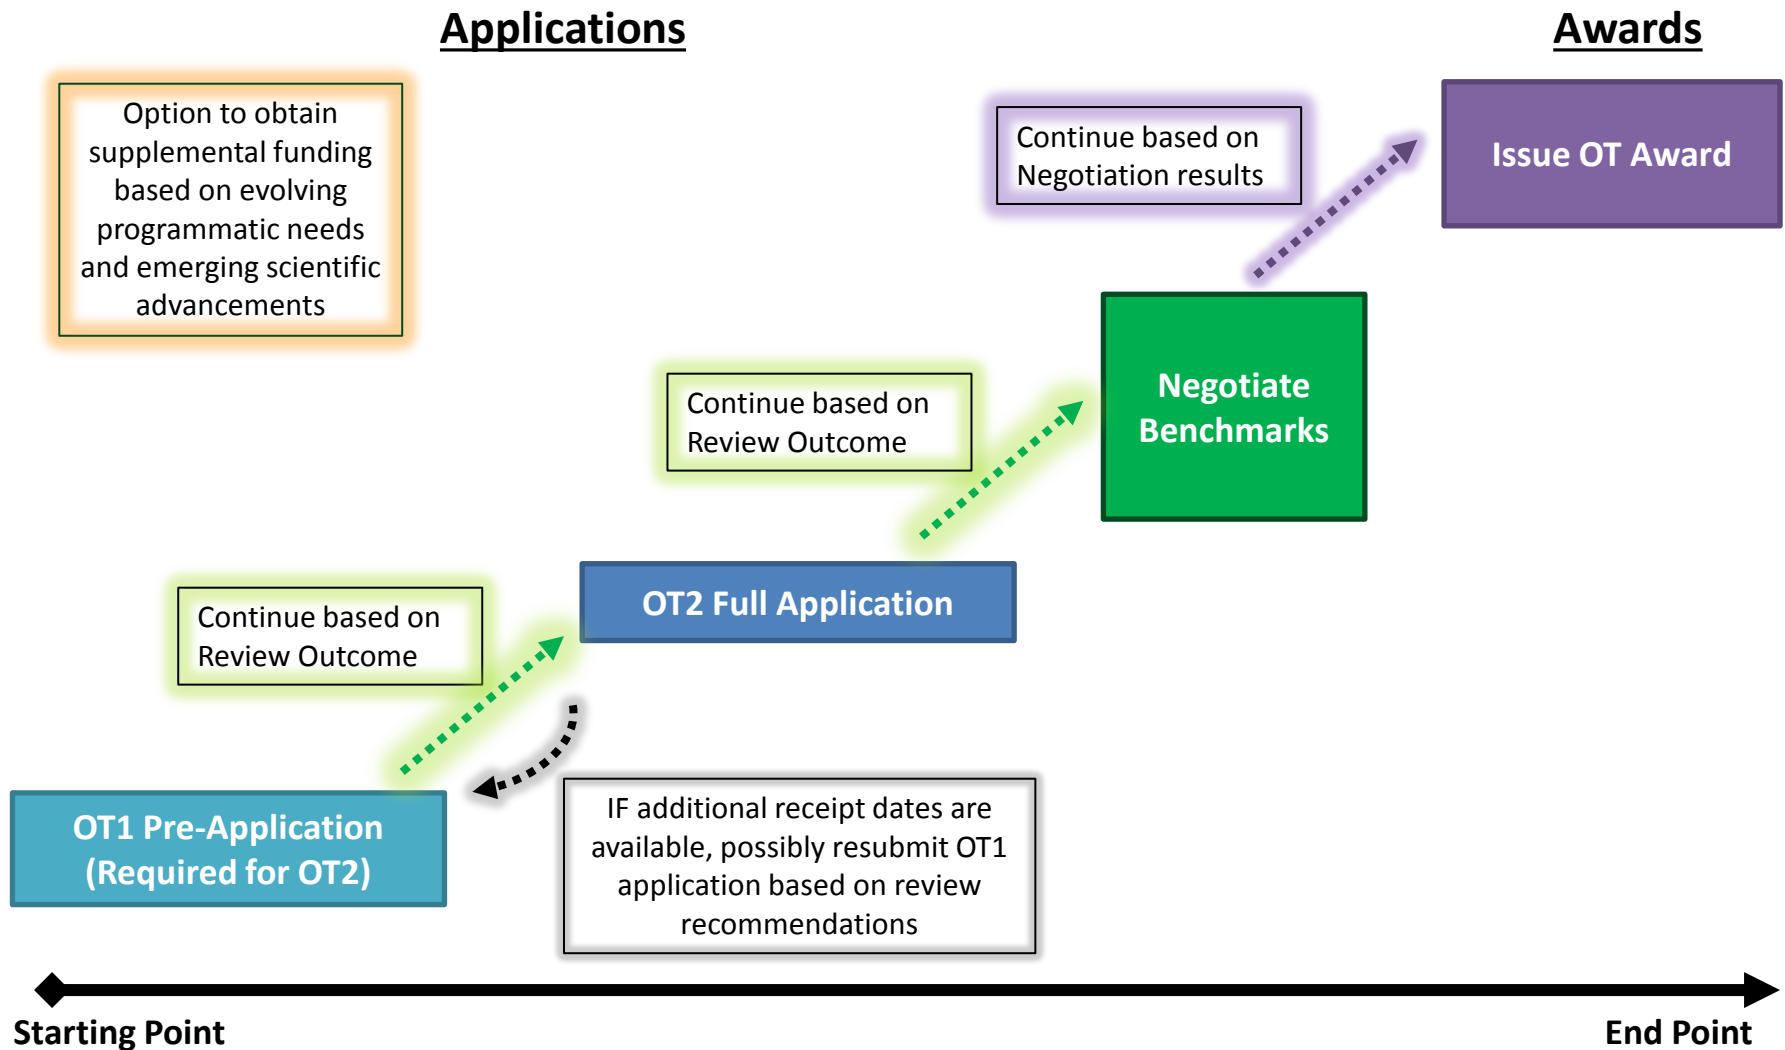 Applications
Awards
Option to obtain
supplemental funding
based on evolving
programmatic needs
and emerging scientific
advancements
Continue based on
Negotiation results
Issue OT Award
Continue based on
Review Outcome
Negotiate
Benchmarks
Continue based on
Review Outcome
OT2 Full Application
OT1 Pre-Application
(Required for OT2)
IF additional receipt dates are
available, possibly resubmit OT1
application based on review
recommendations
Starting Point
End Point